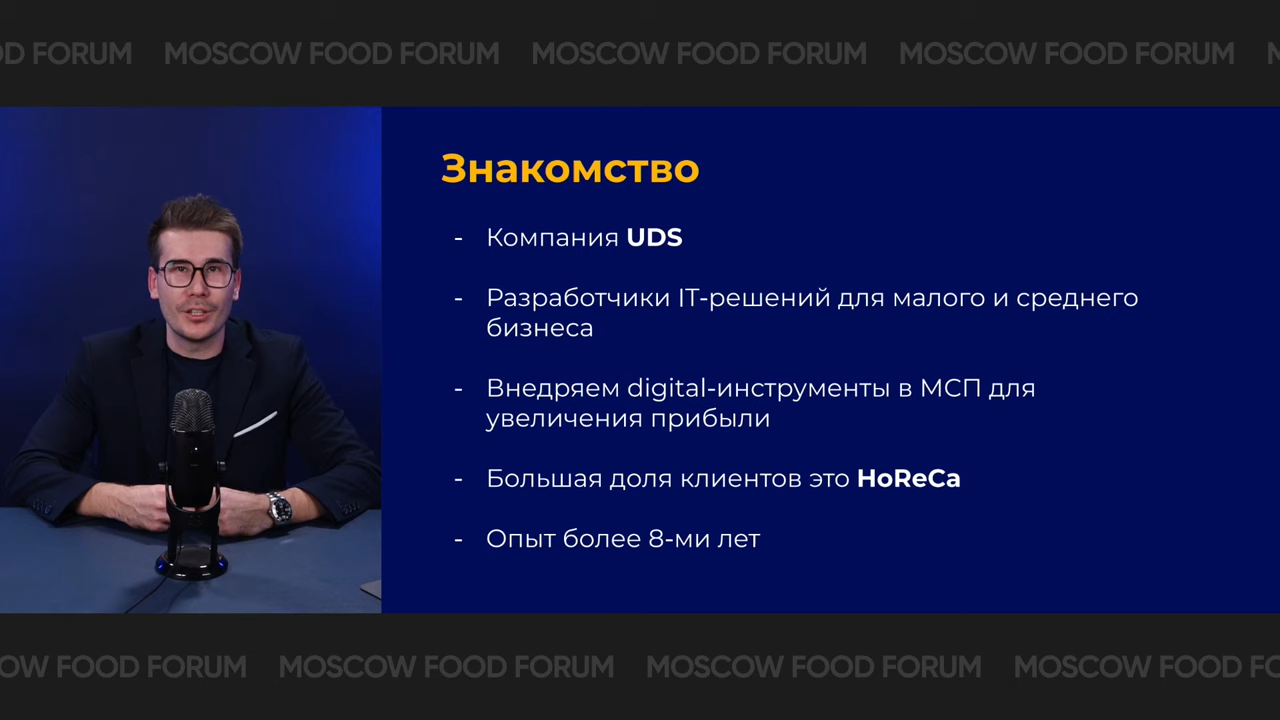 D FORUM MOSCOW FOOD FORUM MOSCOW FOOD FORUM MOSCOW FOOD FORUM
Знакомство
- Компания UDS
- Разработчики IT-решений для малого и среднего
бизнеса
- Внедряем digital-инструменты в МСП для
увеличения прибыли
- Большая доля клиентов это HoReCa
- Опыт более 8-ми лет
OW FOOD FORUM MOSCOW FOOD FORUM MOSCOW FOOD FORUM MOSCOW FOOD FO